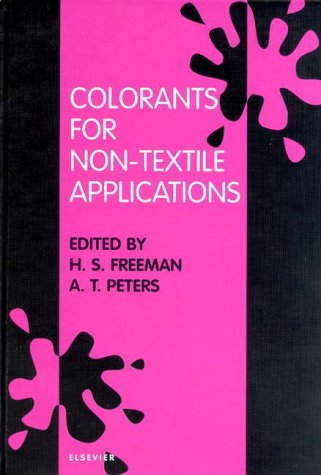 COLORANTS
FOR
NON-TEXTILE
APPLICATIONS
EDITED BY
H. S. FREEMAN
A. T. PETERS
ELSEVIER